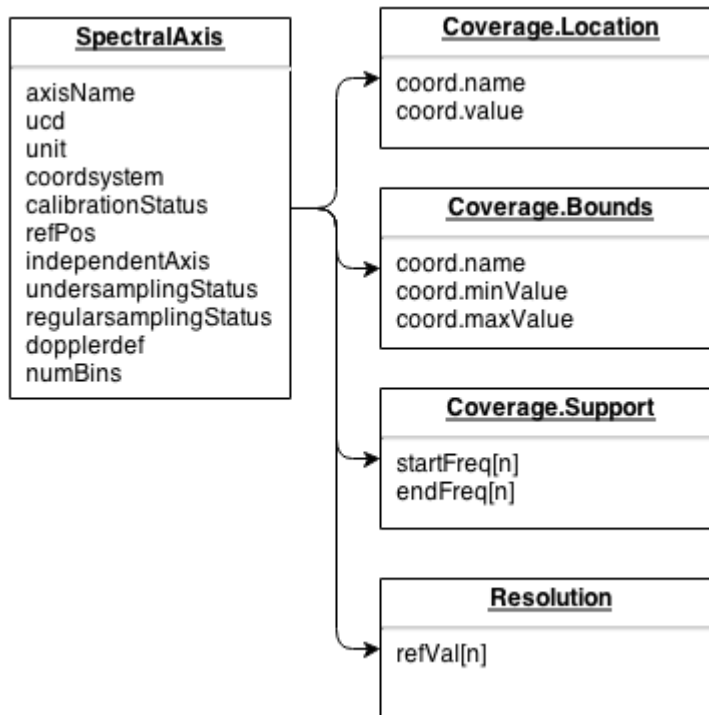 SpectralAxis
axisName
ucd
unit
coordsystem
calibrationStatus
refPos
independentAxis
undersamplingStatus
regularsamplingStatus
dopplerdef
numBins
Coverage.Location
coord.name
coord.value
Coverage.Bounds
coord.name
coord.minValue
coord.maxValue
Coverage.Support
startFreq[n]
endFreq[n]
Resolution
refVal[n]